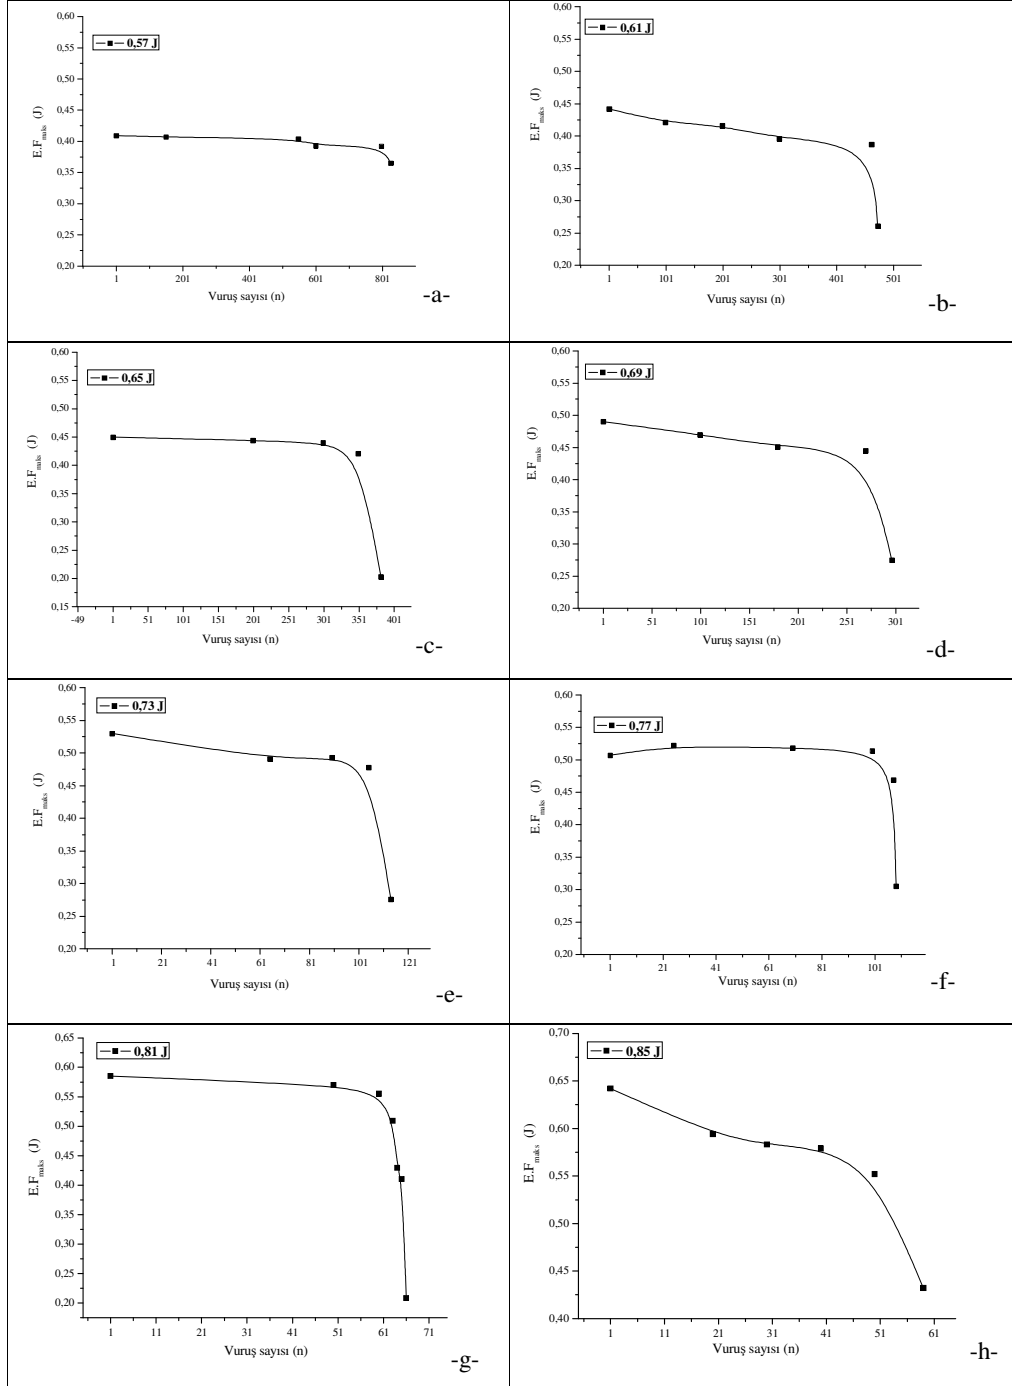 0,60
0,55
0,50
0,45
0,40
0,35
0,30
0,25
0,20
E.Fmaks (J)
0,57 J
1 201 401 601 801
Vuruş sayısı (n)
-a-
0,60
0,55
0,50
0,45
0,40
0,35
0,30
0,25
0,20
E.Fmaks (J)
0,61 J
1 101 201 301 401 501
Vuruş sayısı (n)
-b-
0,60
0,55
0,50
0,45
0,40
0,35
0,30
0,25
0,20
0,15
E.Fmaks (J)
0,65 J
-49 1 51 101 151 201 251 301 351 401
Vuruş sayısı (n)
-c-
0,60
0,55
0,50
0,45
0,40
0,35
0,30
0,25
0,20
E.Fmaks (J)
0,69 J
1 51 101 151 201 251 301
Vuruş sayısı (n)
-d-
0,60
0,55
0,50
0,45
0,40
0,35
0,30
0,25
0,20
E.Fmaks (J)
0,73 J
1 21 41 61 81 101 121
Vuruş sayısı (n)
-e-
0,60
0,55
0,50
0,45
0,40
0,35
0,30
0,25
0,20
E.Fmaks (J)
0,77 J
1 21 41 61 81 101
Vuruş sayısı (n)
-f-
0,65
0,60
0,55
0,50
0,45
0,40
0,35
0,30
0,25
0,20
E.Fmaks (J)
0,81 J
1 11 21 31 41 51 61 71
Vuruş sayısı (n)
-g-
0,70
0,65
0,60
0,55
0,50
0,45
0,40
E.Fmaks (J)
0,85 J
1 11 21 31 41 51 61
Vuruş sayısı (n)
-h-